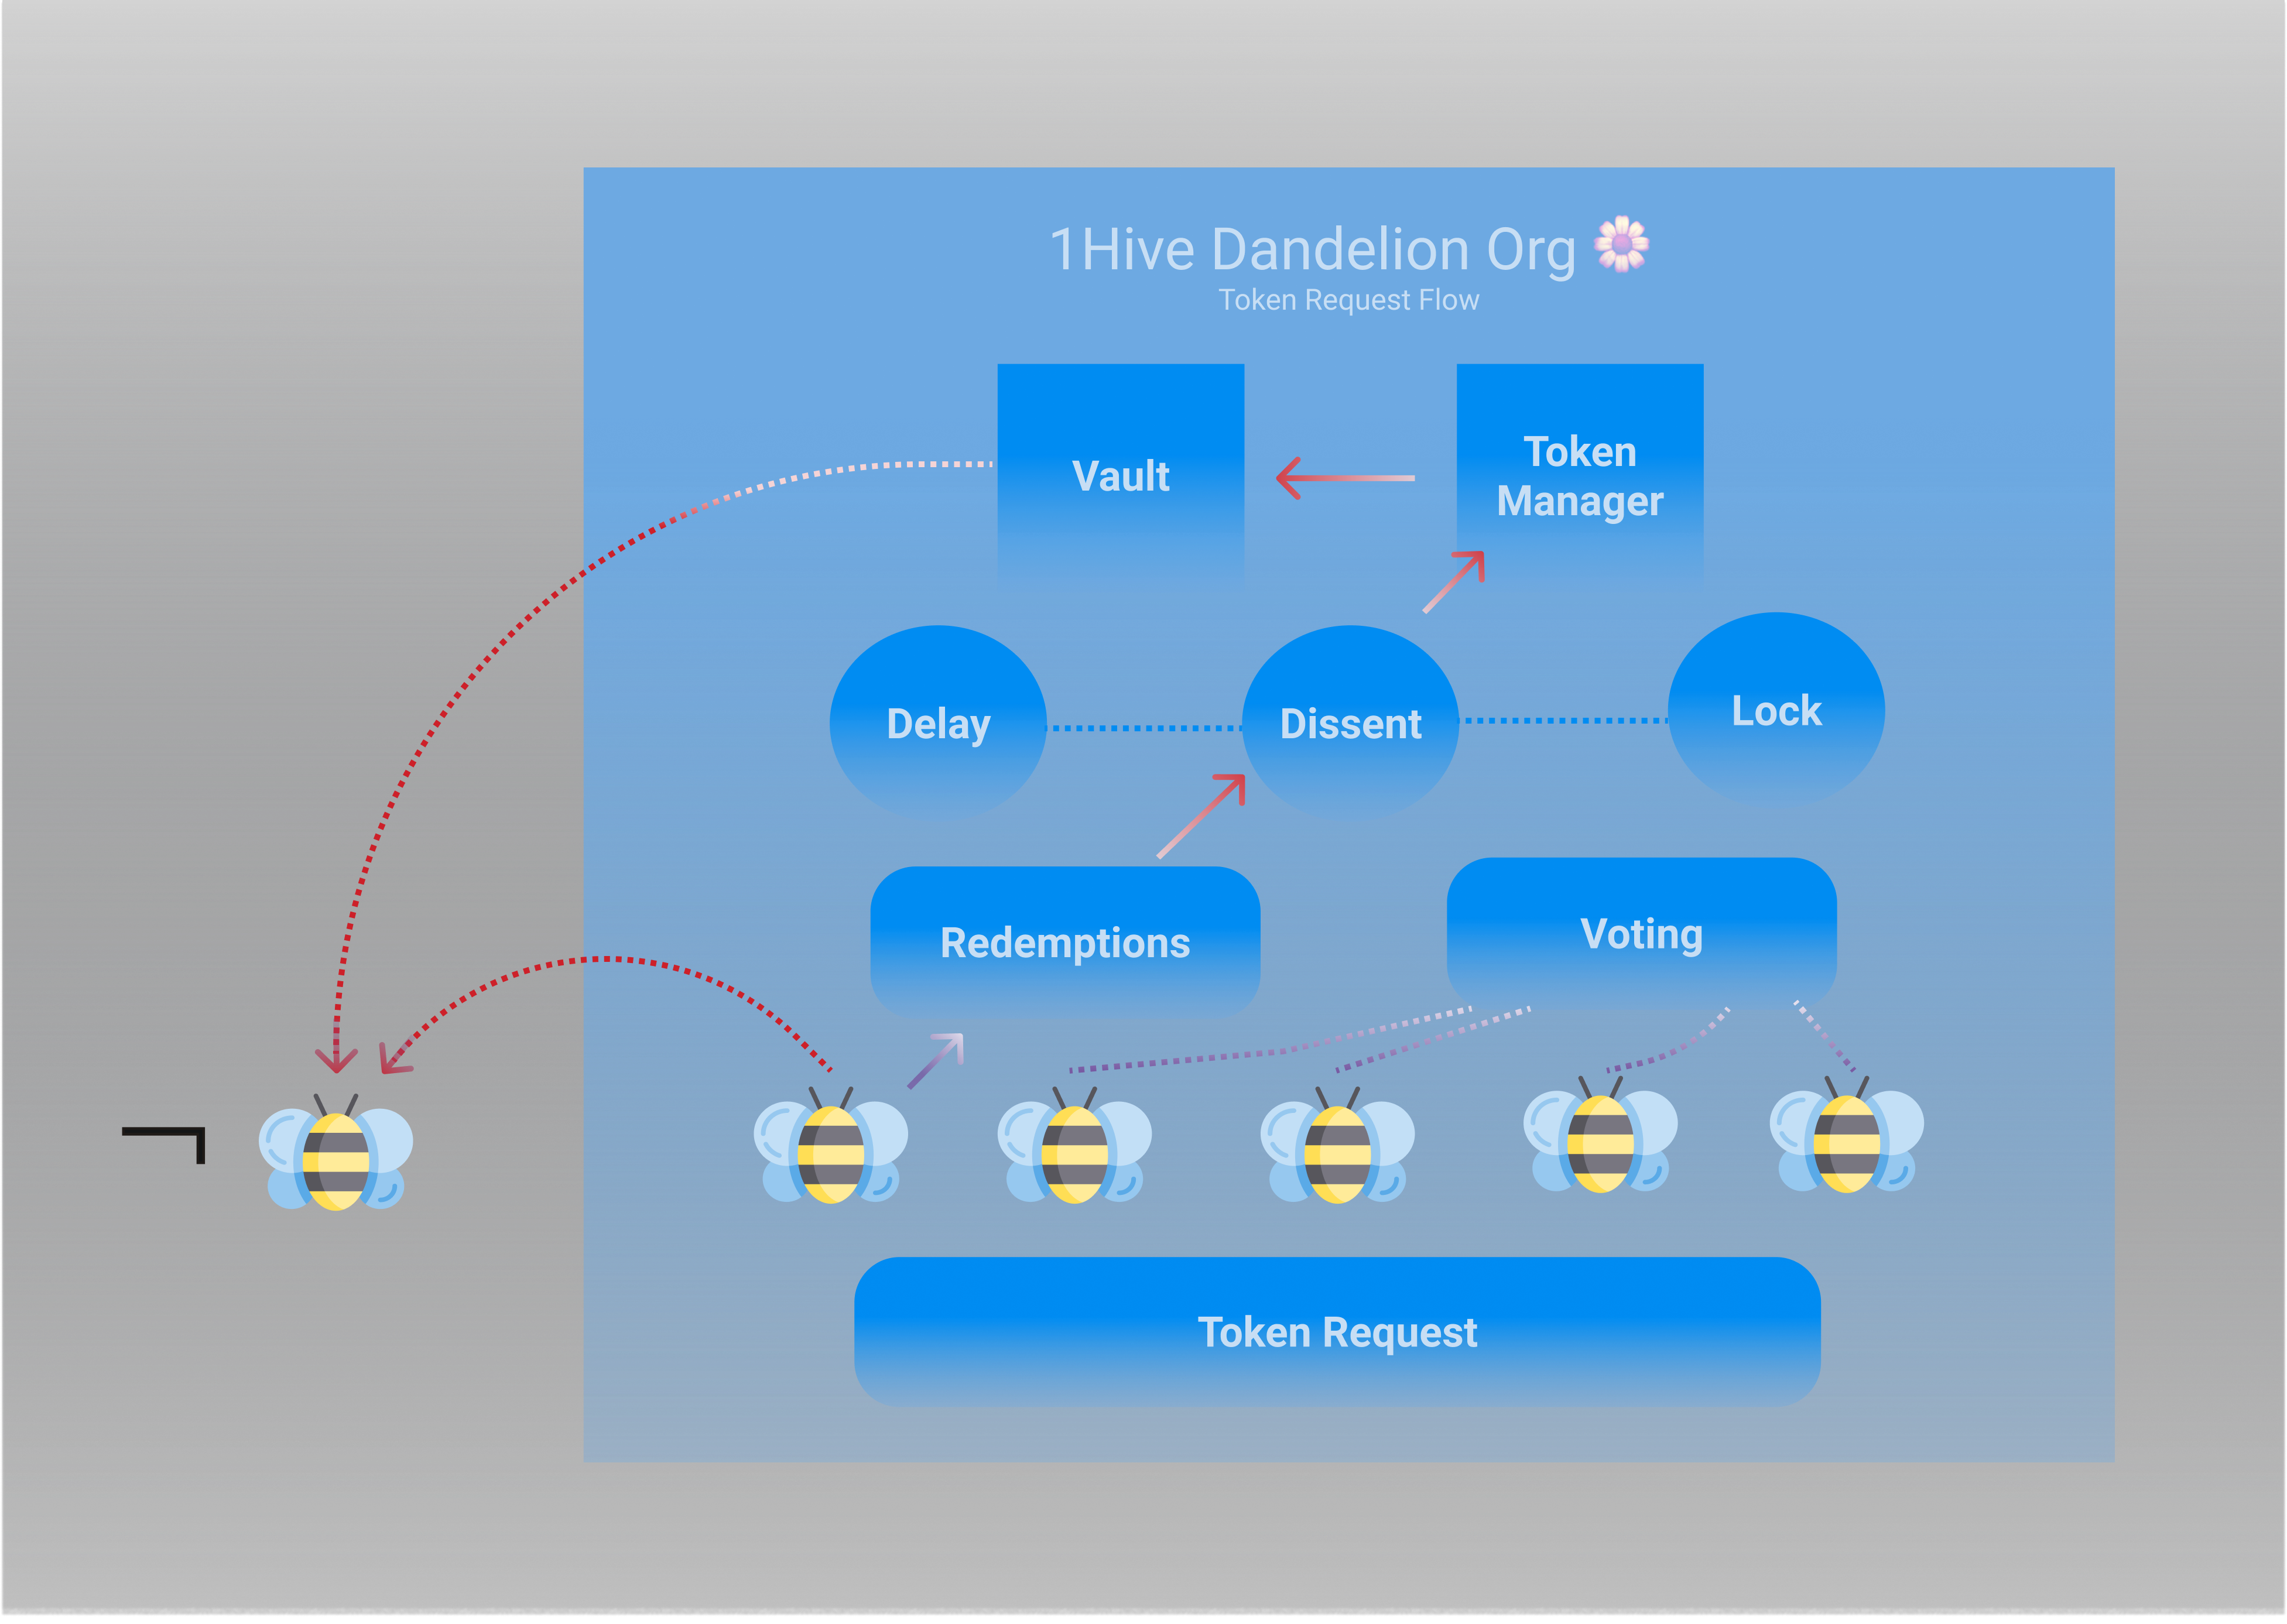 1Hive Dandelion Org
Token Request Flow
Vault
Token
Manager
Delay
Dissent
Lock
Redemptions
Voting
Token Request